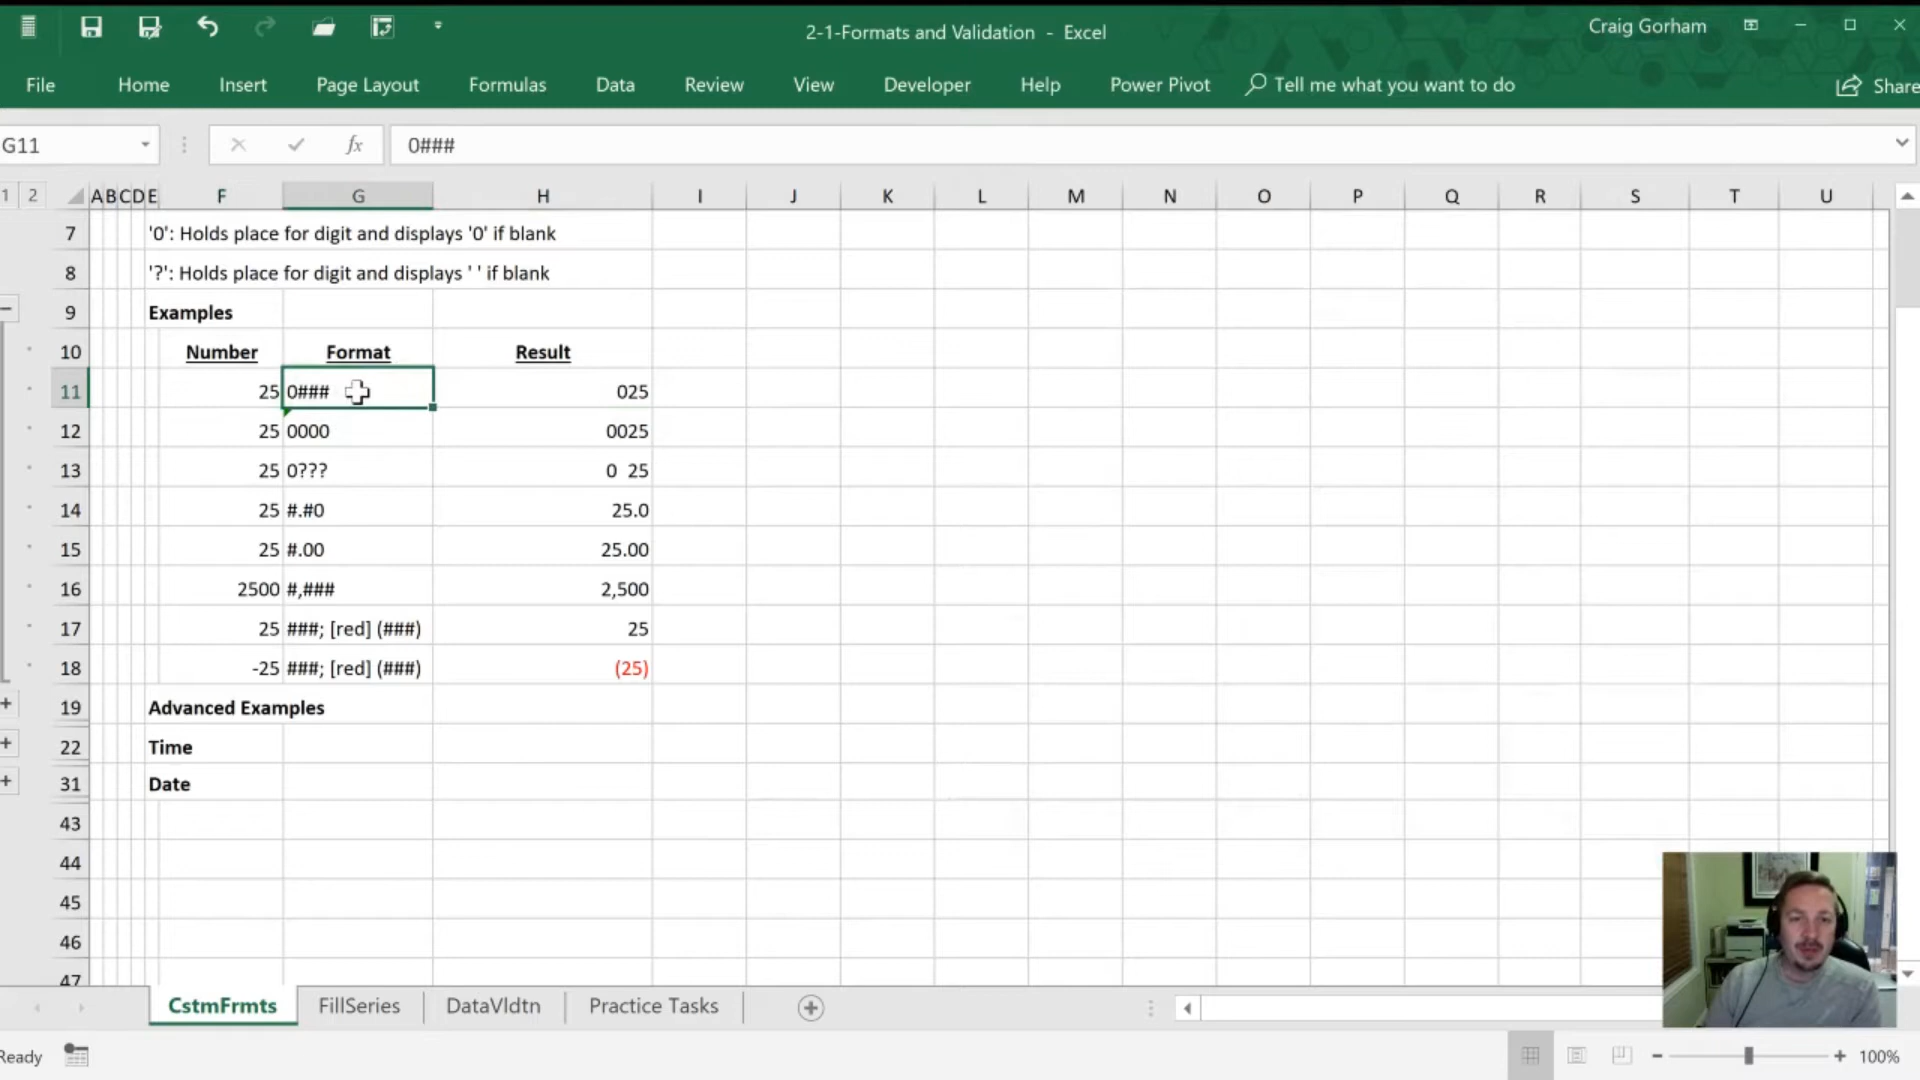 2-1-Formats and Validation - Excel
Craig Gorham
File Home Insert Page Layout Formulas Data Review View Developer Help Power Pivot Tell me what you want to do Share
G11 fx 0###
1 2 A B C D E F G H I J K L M N O P Q R S T U
7 '0': Holds place for digit and displays '0' if blank
8 '?': Holds place for digit and displays ' ' if blank
9 Examples
10 Number Format Result
11 25 0### 025
12 25 0000 0025
13 25 0??? 0 25
14 25 #.#0 25.0
15 25 #.00 25.00
16 2500 #,### 2,500
17 25 ###; [red] (###) 25
18 -25 ###; [red] (###) (25)
19 Advanced Examples
22 Time
31 Date
43
44
45
46
47
CstmFrmts FillSeries DataVldtn Practice Tasks
Ready 100%